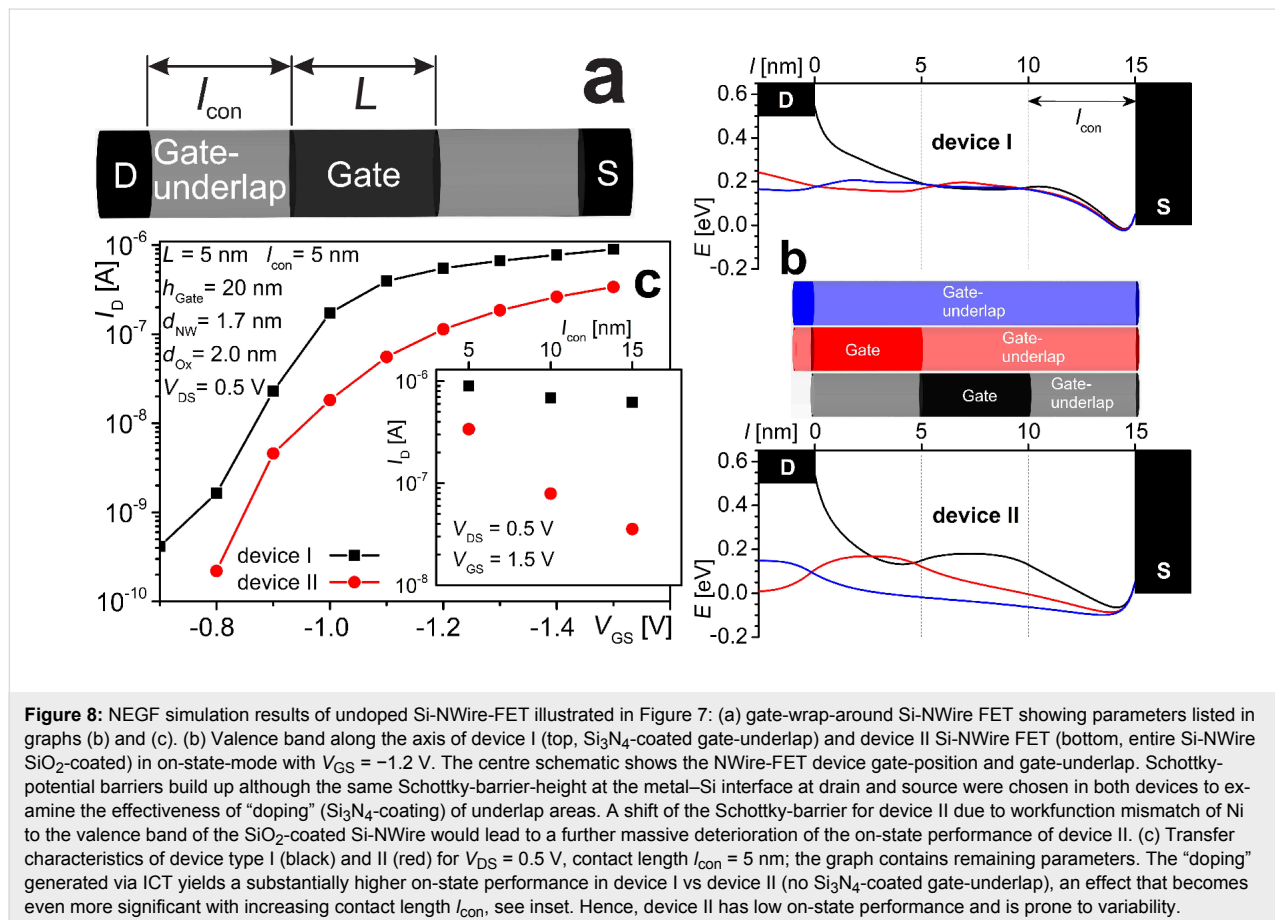 a
l_con
L
D
Gate-
underlap
Gate
S
I_D [A]
10⁻⁶
10⁻⁷
10⁻⁸
10⁻⁹
10⁻¹⁰
L = 5 nm l_con = 5 nm
h_Gate = 20 nm
d_NW = 1.7 nm
d_Ox = 2.0 nm
V_DS = 0.5 V
c
l_con [nm]
5 10 15
I_D [A]
10⁻⁶
10⁻⁷
10⁻⁸
V_DS = 0.5 V
V_GS = 1.5 V
device I
device II
-0.8 -1.0 -1.2 -1.4 V_GS [V]
l [nm] 0 5 10 15
E [eV]
0.6
0.4
0.2
0.0
-0.2
D
l_con
device I
S
b
Gate-
underlap
Gate
Gate-
underlap
Gate
Gate-
underlap
l [nm] 0 5 10 15
E [eV]
0.6
0.4
0.2
0.0
-0.2
D
device II
S
Figure 8: NEGF simulation results of undoped Si-NWire-FET illustrated in Figure 7: (a) gate-wrap-around Si-NWire FET showing parameters listed in
graphs (b) and (c). (b) Valence band along the axis of device I (top, Si₃N₄-coated gate-underlap) and device II Si-NWire FET (bottom, entire Si-NWire
SiO₂-coated) in on-state-mode with V_GS = −1.2 V. The centre schematic shows the NWire-FET device gate-position and gate-underlap. Schottky-
potential barriers build up although the same Schottky-barrier-height at the metal–Si interface at drain and source were chosen in both devices to ex-
amine the effectiveness of “doping” (Si₃N₄-coating) of underlap areas. A shift of the Schottky-barrier for device II due to workfunction mismatch of Ni
to the valence band of the SiO₂-coated Si-NWire would lead to a further massive deterioration of the on-state performance of device II. (c) Transfer
characteristics of device type I (black) and II (red) for V_DS = 0.5 V, contact length l_con = 5 nm; the graph contains remaining parameters. The “doping”
generated via ICT yields a substantially higher on-state performance in device I vs device II (no Si₃N₄-coated gate-underlap), an effect that becomes
even more significant with increasing contact length l_con, see inset. Hence, device II has low on-state performance and is prone to variability.